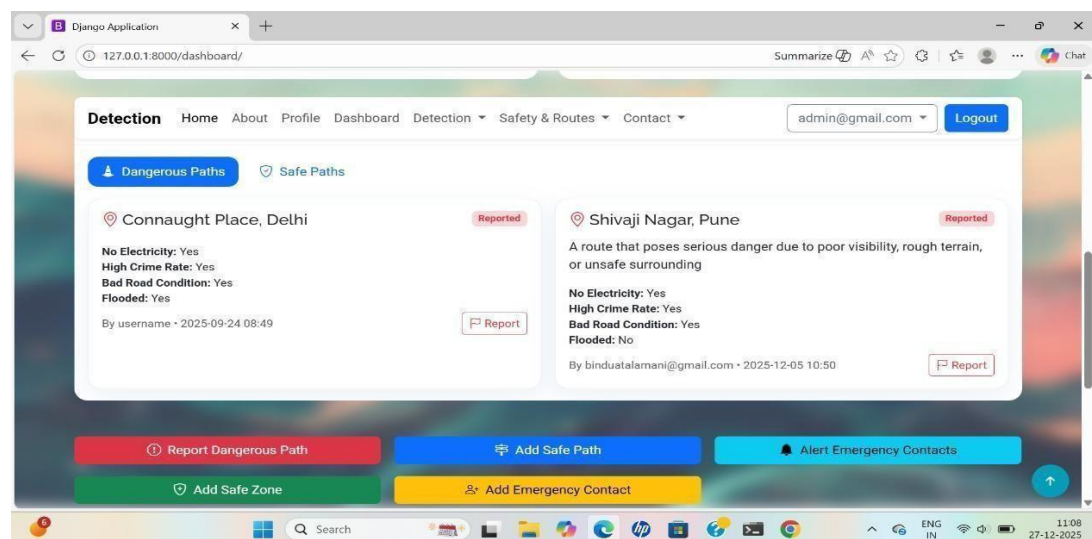 Django Application
127.0.0.1:8000/dashboard/
Summarize
Chat
Detection Home About Profile Dashboard Detection Safety & Routes Contact admin@gmail.com Logout
Dangerous Paths Safe Paths
Connaught Place, Delhi Reported
No Electricity: Yes
High Crime Rate: Yes
Bad Road Condition: Yes
Flooded: Yes
By username • 2025-09-24 08:49 Report
Shivaji Nagar, Pune Reported
A route that poses serious danger due to poor visibility, rough terrain,
or unsafe surrounding
No Electricity: Yes
High Crime Rate: Yes
Bad Road Condition: Yes
Flooded: No
By binduatalamani@gmail.com • 2025-12-05 10:50 Report
Report Dangerous Path Add Safe Path Alert Emergency Contacts
Add Safe Zone Add Emergency Contact
6
Search
ENG
IN
11:08
27-12-2025